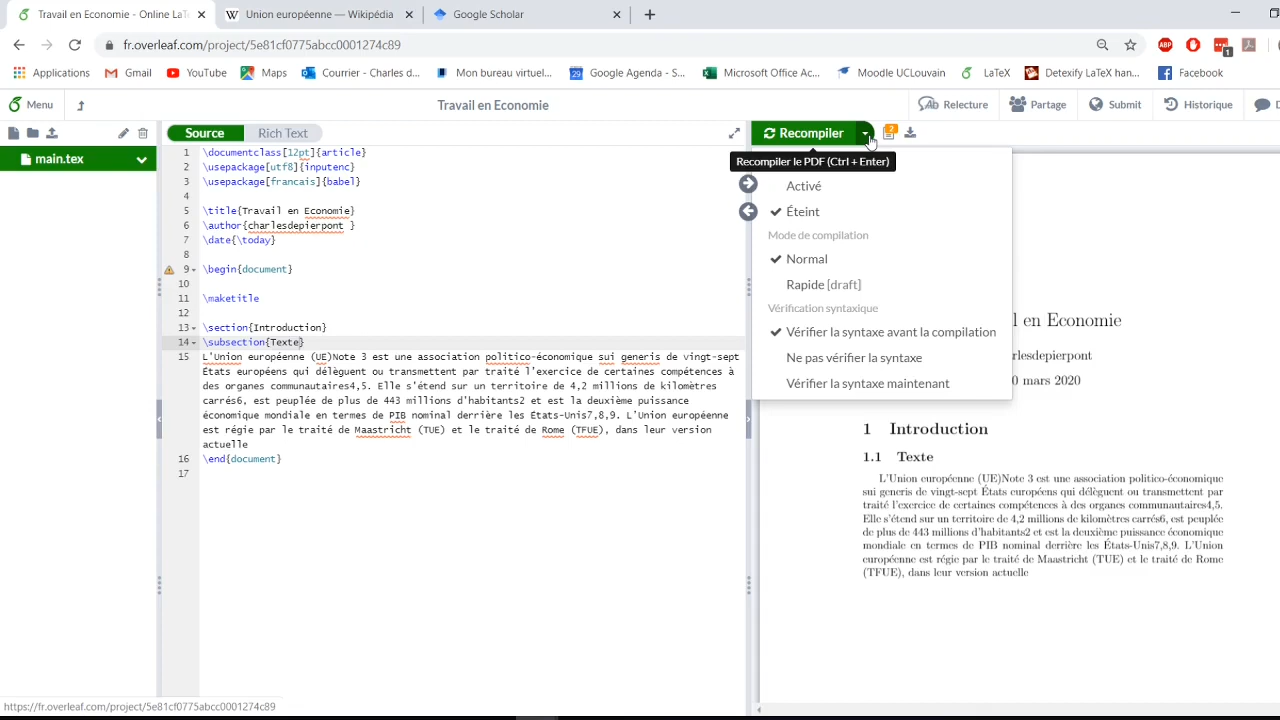 Travail en Economie - Online LaT
Union européenne — Wikipédia
Google Scholar
fr.overleaf.com/project/5e81cf0775abcc0001274c89
ABP
1
Applications
Gmail
YouTube
Maps
Courrier - Charles d...
Mon bureau virtuel...
Google Agenda - S...
Microsoft Office Ac...
Moodle UCLouvain
LaTeX
Detexify LaTeX han...
Facebook
Menu
Travail en Economie
Relecture
Partage
Submit
Historique
D
Source
Rich Text
Recompiler
2
main.tex
Recompiler le PDF (Ctrl + Enter)
Activé
Éteint
Mode de compilation
Normal
Rapide [draft]
Vérification syntaxique
Vérifier la syntaxe avant la compilation
Ne pas vérifier la syntaxe
Vérifier la syntaxe maintenant
1 \documentclass[12pt]{article}
2 \usepackage[utf8]{inputenc}
3 \usepackage[francais]{babel}
4
5 \title{Travail en Economie}
6 \author{charlesdepierpont }
7 \date{\today}
8
9 \begin{document}
10
11 \maketitle
12
13 \section{Introduction}
14 \subsection{Texte}
15 L'Union européenne (UE)Note 3 est une association politico-économique sui generis de vingt-sept
États européens qui délèguent ou transmettent par traité l'exercice de certaines compétences à
des organes communautaires4,5. Elle s'étend sur un territoire de 4,2 millions de kilomètres
carrés6, est peuplée de plus de 443 millions d'habitants2 et est la deuxième puissance
économique mondiale en termes de PIB nominal derrière les États-Unis7,8,9. L'Union européenne
est régie par le traité de Maastricht (TUE) et le traité de Rome (TFUE), dans leur version
actuelle
16 \end{document}
17
l en Economie
rlesdepierpont
0 mars 2020
1 Introduction
1.1 Texte
L'Union européenne (UE)Note 3 est une association politico-économique
sui generis de vingt-sept États européens qui délèguent ou transmettent par
traité l'exercice de certaines compétences à des organes communautaires4,5.
Elle s'étend sur un territoire de 4,2 millions de kilomètres carrés6, est peuplée
de plus de 443 millions d'habitants2 et est la deuxième puissance économique
mondiale en termes de PIB nominal derrière les États-Unis7,8,9. L'Union
européenne est régie par le traité de Maastricht (TUE) et le traité de Rome
(TFUE), dans leur version actuelle
https://fr.overleaf.com/project/5e81cf0775abcc0001274c89